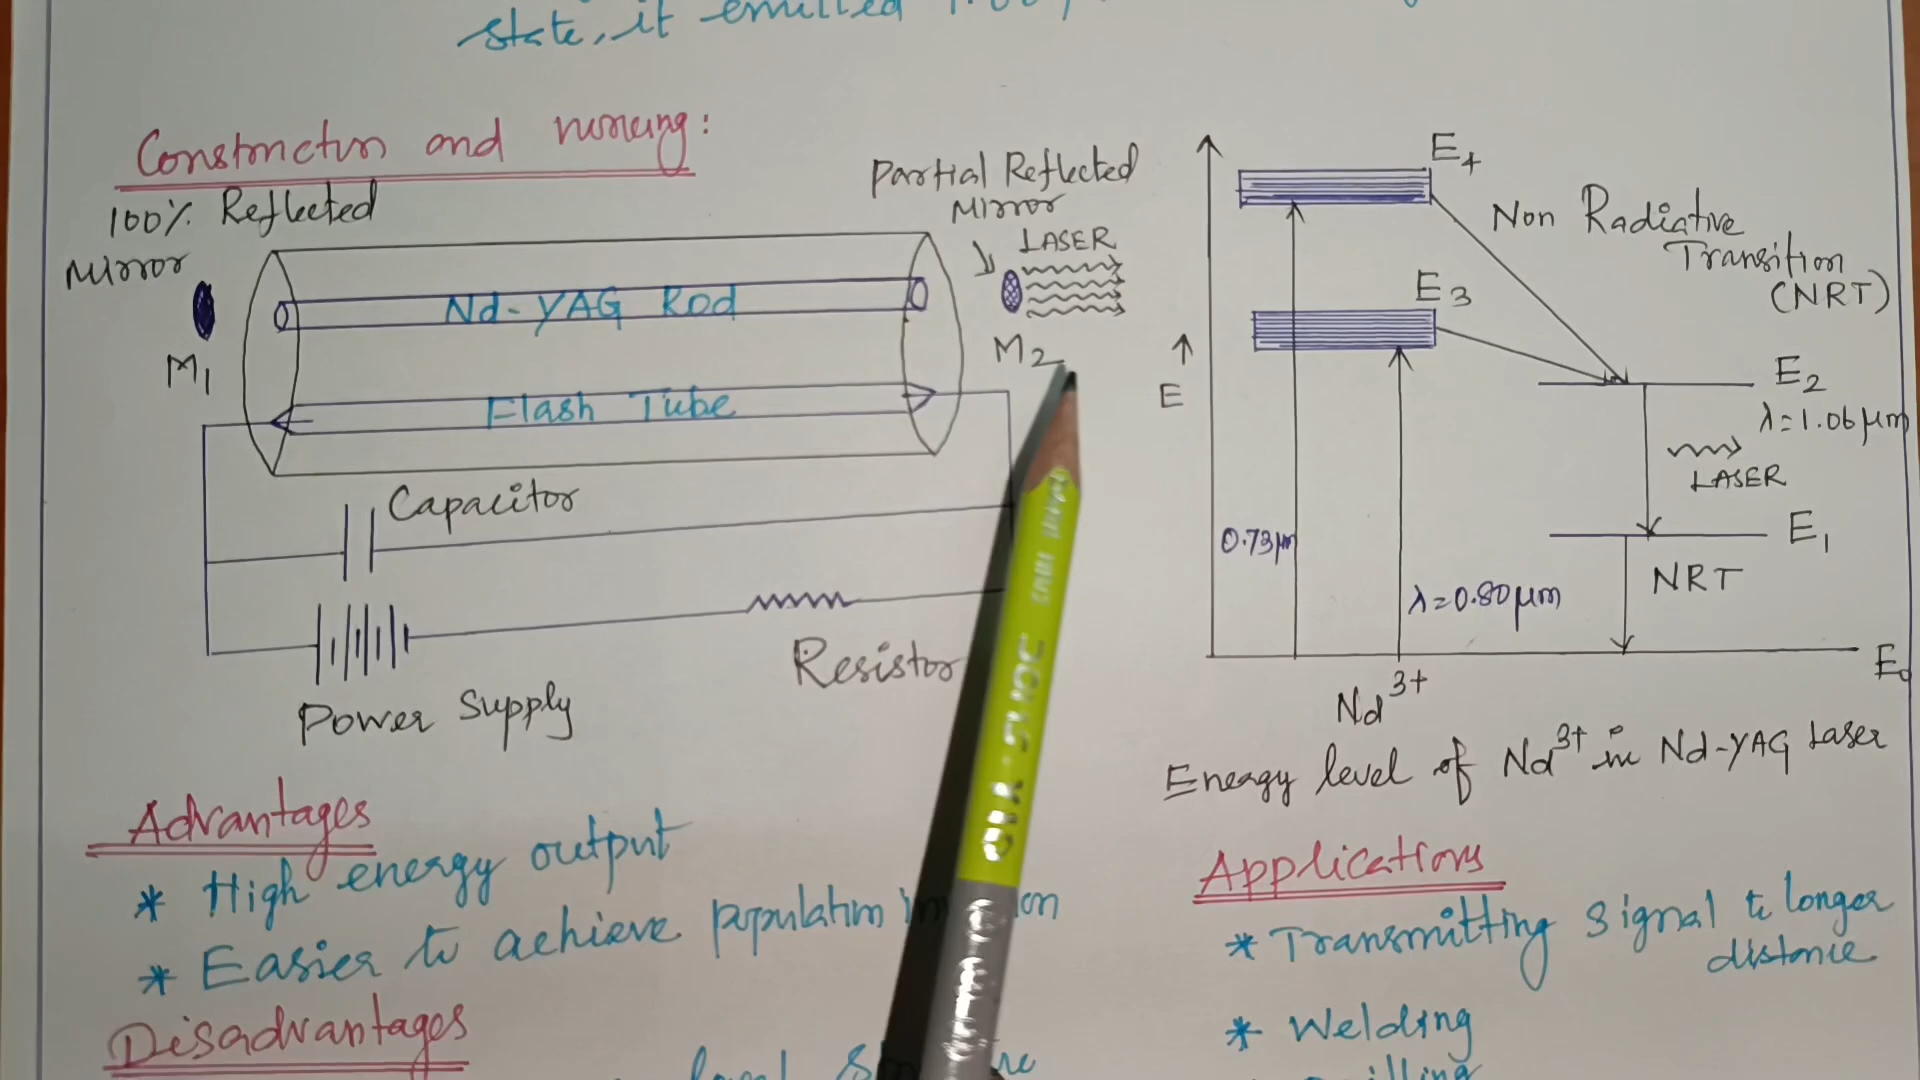 state, it emitted
Construction and working:
100% Reflected
Mirror
M1
Nd-YAG Rod
Flash Tube
Partial Reflected
Mirror
LASER
M2
Capacitor
Resistor
Power Supply
E4
Non Radiative
Transition
(NRT)
E3
E
E2
λ=1.06μm
LASER
0.73μm
E1
NRT
λ=0.80μm
E0
Nd3+
Energy level of Nd3+ in Nd-YAG Laser
Advantages
* High energy output
* Easier to achieve population
Disadvantages
Applications
* Transmitting Signal to longer
distance
* Welding